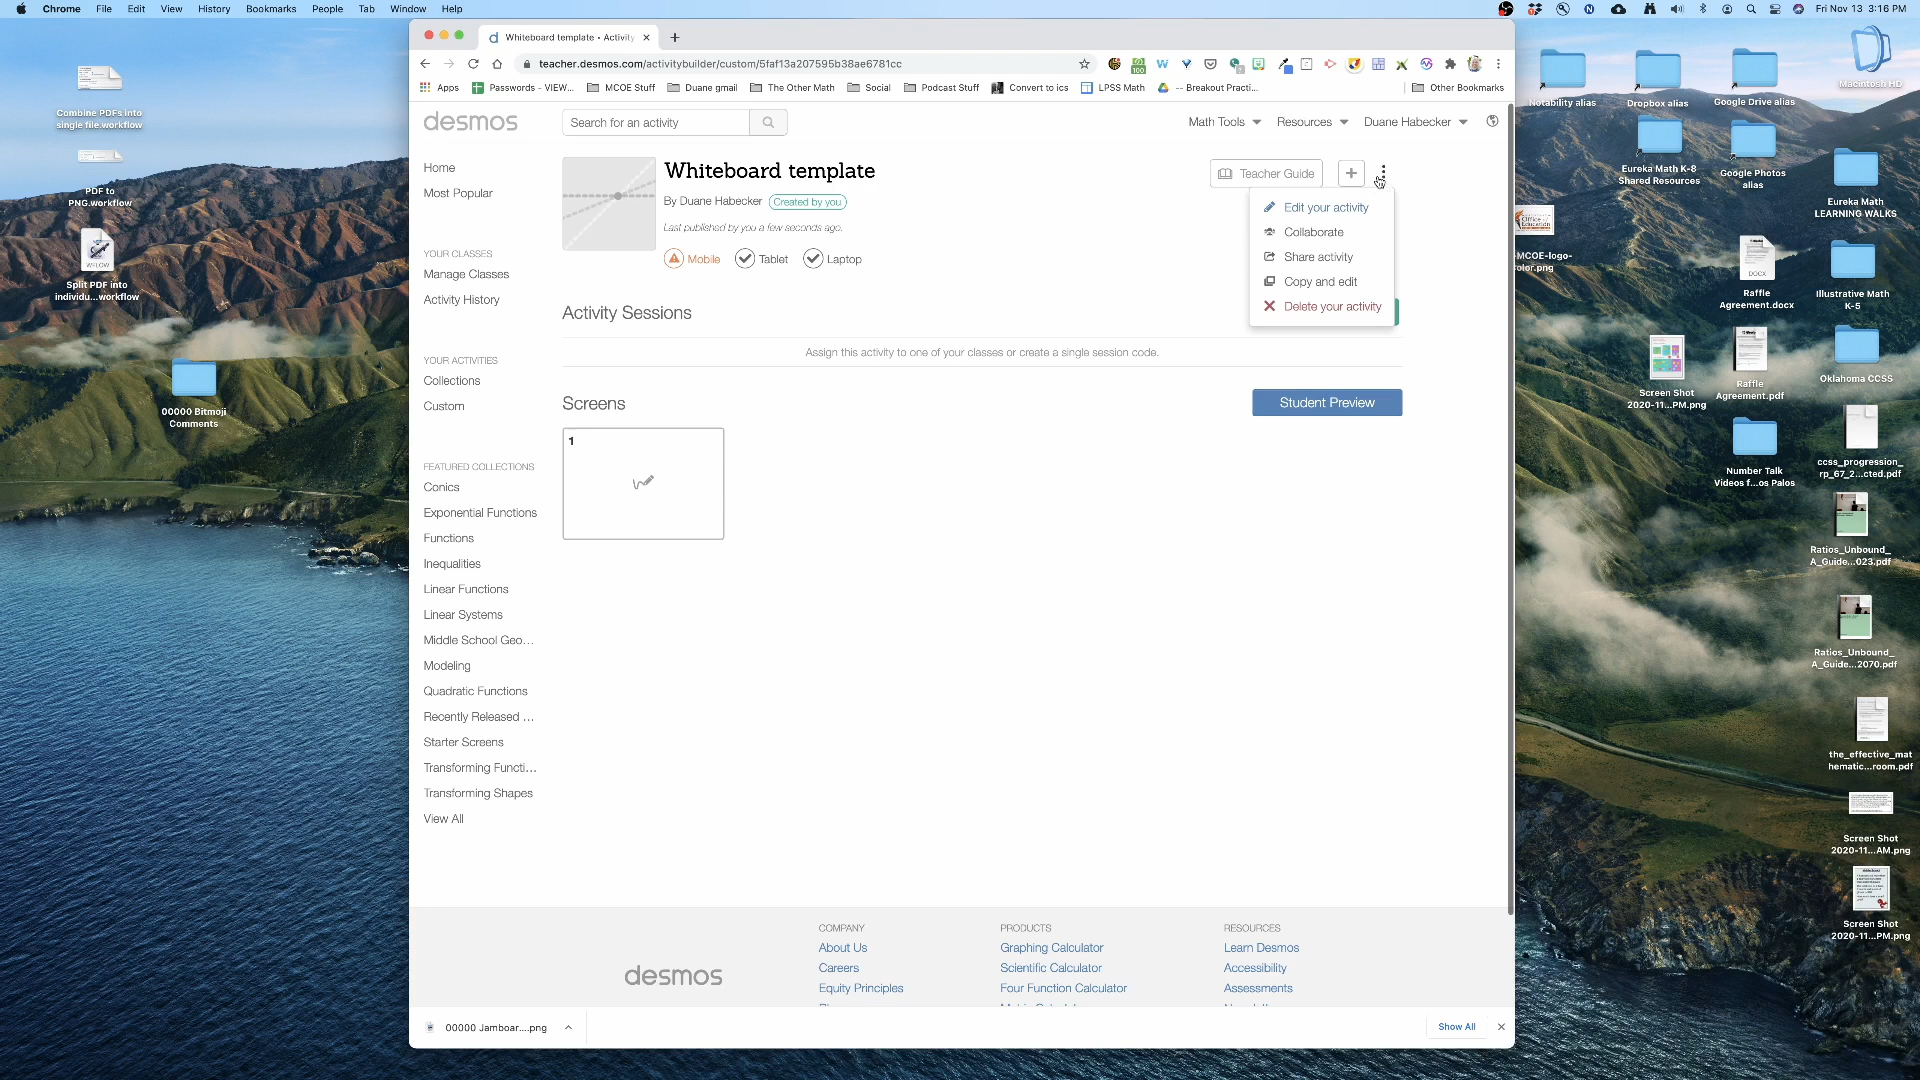 Chrome File Edit View History Bookmarks People Tab Window Help
Fri Nov 13 3:16 PM
Whiteboard template • Activity
teacher.desmos.com/activitybuilder/custom/5faf13a207595b38ae6781cc
100
Apps
Passwords - VIEW...
MCOE Stuff
Duane gmail
The Other Math
Social
Podcast Stuff
Convert to ics
LPSS Math
-- Breakout Practi...
Other Bookmarks
desmos
Search for an activity
Math Tools
Resources
Duane Habecker
Home
Most Popular
YOUR CLASSES
Manage Classes
Activity History
YOUR ACTIVITIES
Collections
Custom
FEATURED COLLECTIONS
Conics
Exponential Functions
Functions
Inequalities
Linear Functions
Linear Systems
Middle School Geo...
Modeling
Quadratic Functions
Recently Released ...
Starter Screens
Transforming Functi...
Transforming Shapes
View All
Whiteboard template
By Duane Habecker Created by you
Last published by you a few seconds ago.
Mobile
Tablet
Laptop
Teacher Guide
Edit your activity
Collaborate
Share activity
Copy and edit
Delete your activity
Activity Sessions
Assign this activity to one of your classes or create a single session code.
Screens
Student Preview
1
desmos
COMPANY
About Us
Careers
Equity Principles
PRODUCTS
Graphing Calculator
Scientific Calculator
Four Function Calculator
RESOURCES
Learn Desmos
Accessibility
Assessments
00000 Jamboar....png
Show All
Combine PDFs into
single file.workflow
PDF to
PNG.workflow
WFLOW
Split PDF into
individu...workflow
00000 Bitmoji
Comments
Notability alias
Dropbox alias
Google Drive alias
Macintosh HD
Eureka Math K-8
Shared Resources
Google Photos
alias
Eureka Math
LEARNING WALKS
-MCOE-logo-
olor.png
DOCX
Raffle
Agreement.docx
Illustrative Math
K-5
Screen Shot
2020-11...PM.png
Raffle
Agreement.pdf
Oklahoma CCSS
Number Talk
Videos f...os Palos
ccss_progression_
rp_67_2...cted.pdf
Ratios_Unbound_
A_Guide...023.pdf
Ratios_Unbound_
A_Guide...2070.pdf
the_effective_mat
hematic...room.pdf
Screen Shot
2020-11...AM.png
Screen Shot
2020-11...PM.png